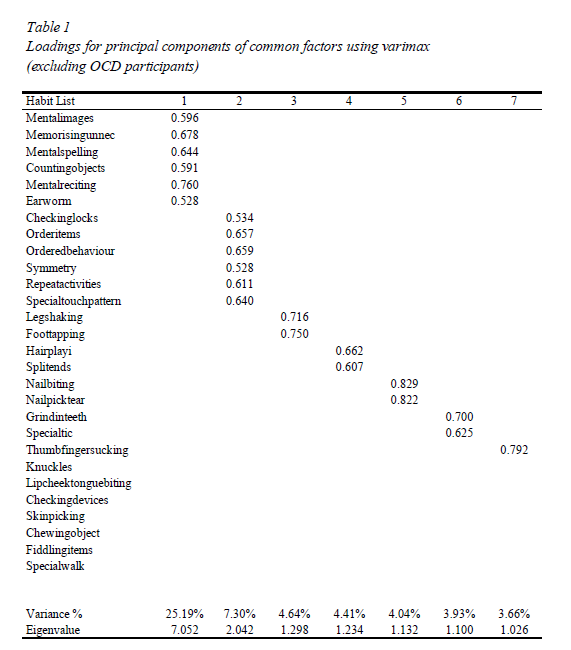 Table 1
Loadings for principal components of common factors using varimax
(excluding OCD participants)
Habit List 1 2 3 4 5 6 7
Mentalimages 0.596
Memorisingunnec 0.678
Mentalspelling 0.644
Countingobjects 0.591
Mentalreciting 0.760
Earworm 0.528
Checkinglocks 0.534
Orderitems 0.657
Orderedbehaviour 0.659
Symmetry 0.528
Repeatactivities 0.611
Specialtouchpattern 0.640
Legshaking 0.716
Foottapping 0.750
Hairplayi 0.662
Splitends 0.607
Nailbiting 0.829
Nailpicktear 0.822
Grindinteeth 0.700
Specialtic 0.625
Thumbfingersucking 0.792
Knuckles
Lipcheektonguebiting
Checkingdevices
Skinpicking
Chewingobject
Fiddlingitems
Specialwalk
Variance % 25.19% 7.30% 4.64% 4.41% 4.04% 3.93% 3.66%
Eigenvalue 7.052 2.042 1.298 1.234 1.132 1.100 1.026